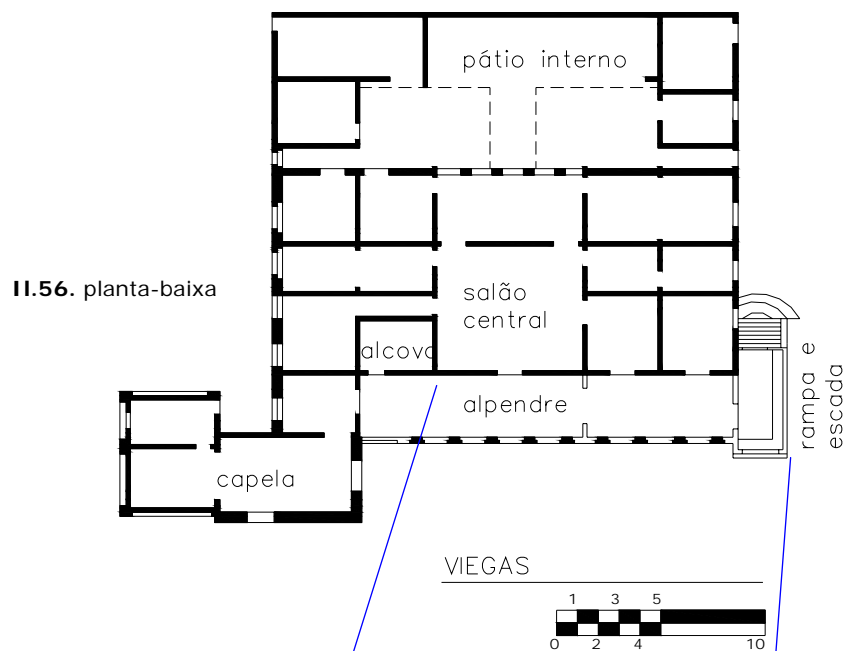 pátio interno
II.56. planta-baixa
salão
central
alcova
alpendre
rampa e
escada
capela
VIEGAS
1 3 5
0 2 4 10